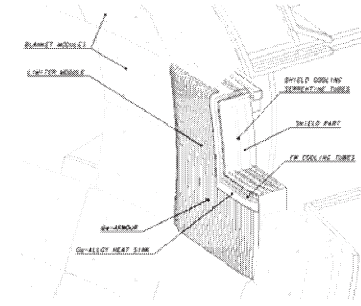 BLANKET MODULES
LIMITER MODULE
SHIELD COOLING
SERPENTINE TUBES
SHIELD PART
FW COOLING TUBES
Be-ARMOUR
Cu-ALLOY HEAT SINK